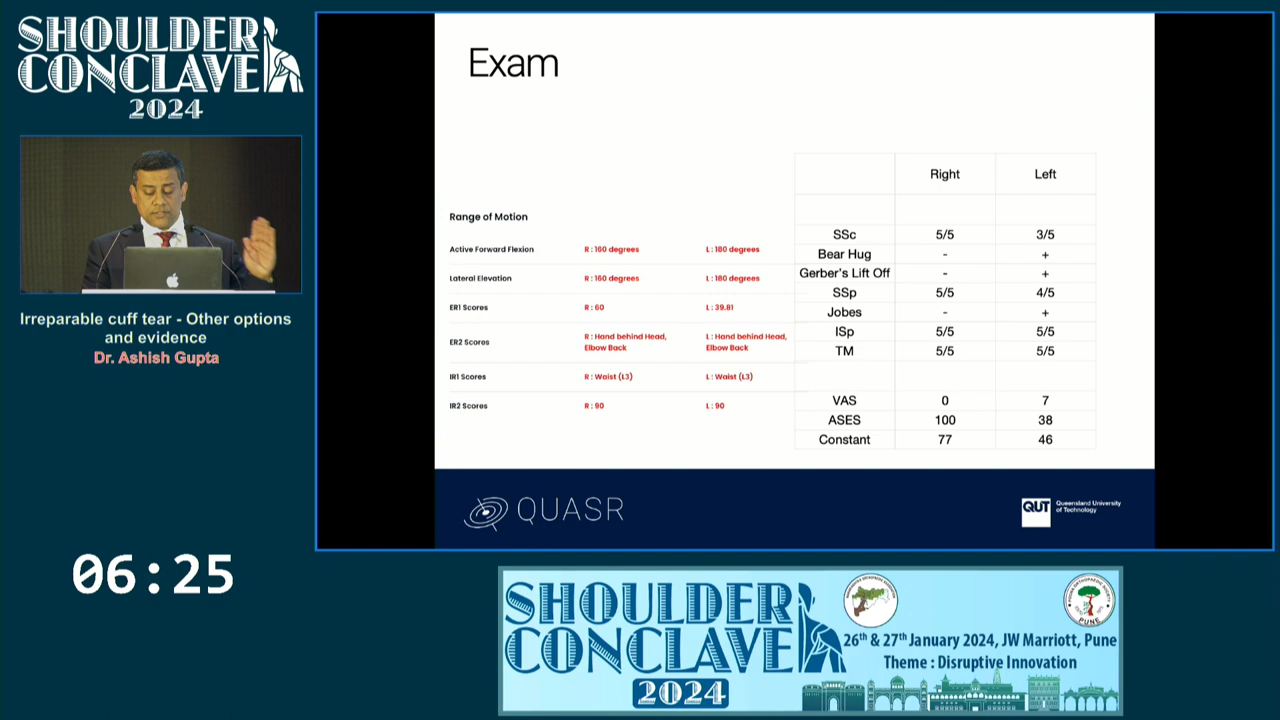 SHOULDER
CONCLAVE
2024
Irreparable cuff tear - Other options
and evidence
Dr. Ashish Gupta
06:25
Exam
Range of Motion
Active Forward Flexion R : 160 degrees L : 180 degrees
Lateral Elevation R : 160 degrees L : 180 degrees
ER1 Scores R : 60 L : 39.81
ER2 Scores R : Hand behind Head, Elbow Back L : Hand behind Head, Elbow Back
IR1 Scores R : Waist (L3) L : Waist (L3)
IR2 Scores R : 90 L : 90
Right Left
SSc 5/5 3/5
Bear Hug - +
Gerber's Lift Off - +
SSp 5/5 4/5
Jobes - +
ISp 5/5 5/5
TM 5/5 5/5
VAS 0 7
ASES 100 38
Constant 77 46
QUASR
QUT Queensland University
of Technology
SHOULDER
CONCLAVE
2024
PUNE
26th & 27th January 2024, JW Marriott, Pune
Theme : Disruptive Innovation